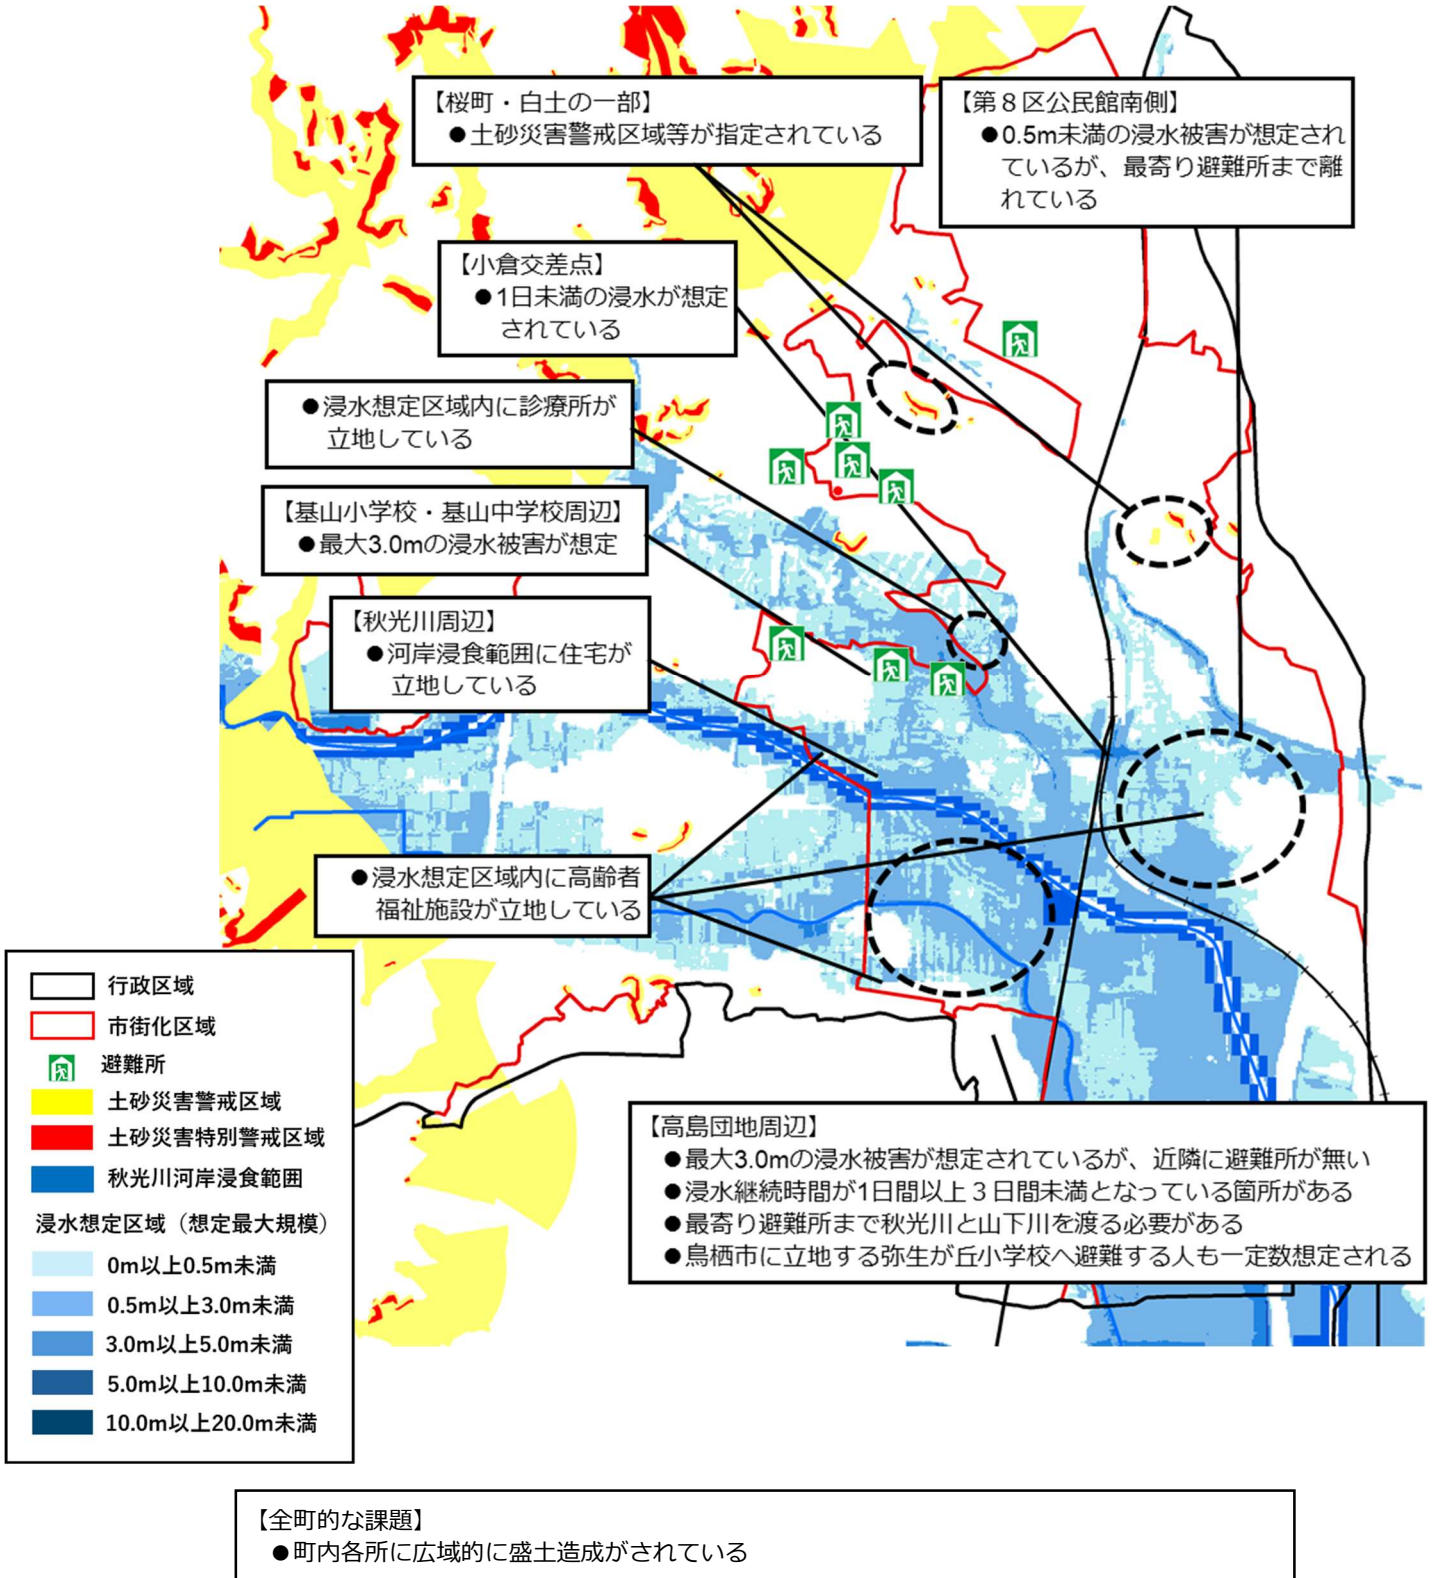 【桜町・白土の一部】
●土砂災害警戒区域等が指定されている
【第８区公民館南側】
●0.5m未満の浸水被害が想定され
ているが、最寄り避難所まで離
れている
【小倉交差点】
●1日未満の浸水が想定
されている
●浸水想定区域内に診療所が
立地している
【基山小学校・基山中学校周辺】
●最大3.0mの浸水被害が想定
【秋光川周辺】
●河岸浸食範囲に住宅が
立地している
●浸水想定区域内に高齢者
福祉施設が立地している
行政区域
市街化区域
避難所
土砂災害警戒区域
土砂災害特別警戒区域
秋光川河岸浸食範囲
浸水想定区域（想定最大規模）
0m以上0.5m未満
0.5m以上3.0m未満
3.0m以上5.0m未満
5.0m以上10.0m未満
10.0m以上20.0m未満
【高島団地周辺】
●最大3.0mの浸水被害が想定されているが、近隣に避難所が無い
●浸水継続時間が1日間以上３日間未満となっている箇所がある
●最寄り避難所まで秋光川と山下川を渡る必要がある
●鳥栖市に立地する弥生が丘小学校へ避難する人も一定数想定される
【全町的な課題】
●町内各所に広域的に盛土造成がされている